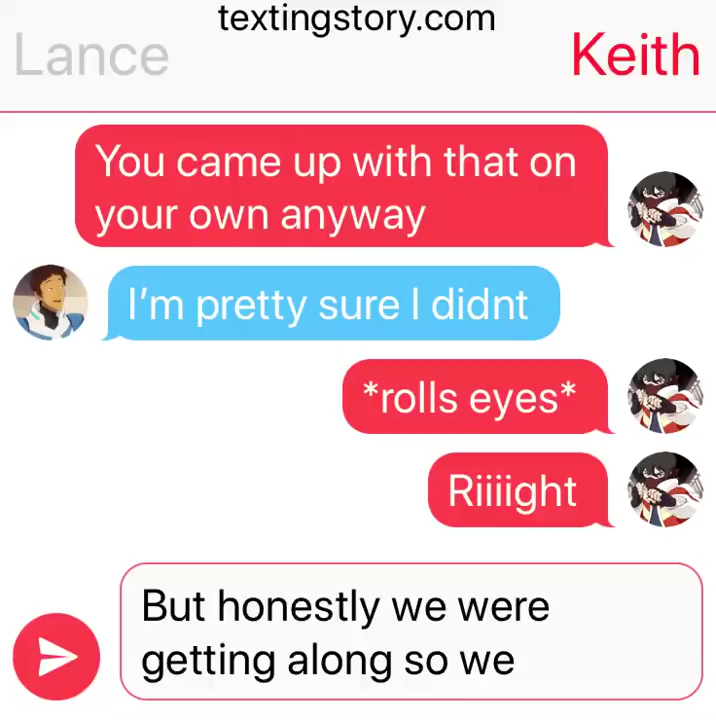 textingstory.com
Lance
Keith
You came up with that on
your own anyway
I'm pretty sure I didnt
*rolls eyes*
Riiiight
But honestly we were
getting along so we